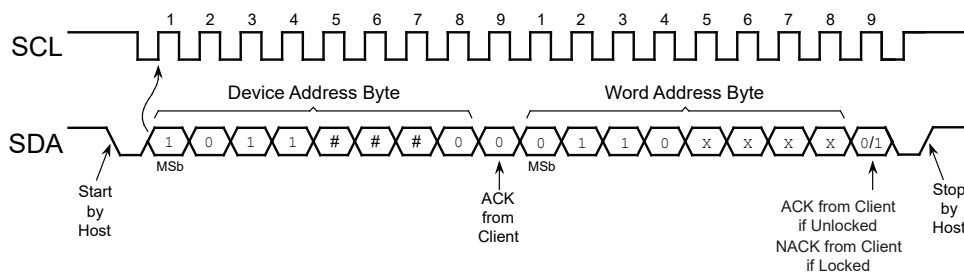 1 2 3 4 5 6 7 8 9 1 2 3 4 5 6 7 8 9
SCL
Device Address Byte Word Address Byte
SDA 1 0 1 1 # # # 0 0 0 1 1 0 X X X X 0/1
MSb MSb
Start
by
Host
ACK
from
Client
ACK from Client
if Unlocked
NACK from Client
if Locked
Stop
by
Host